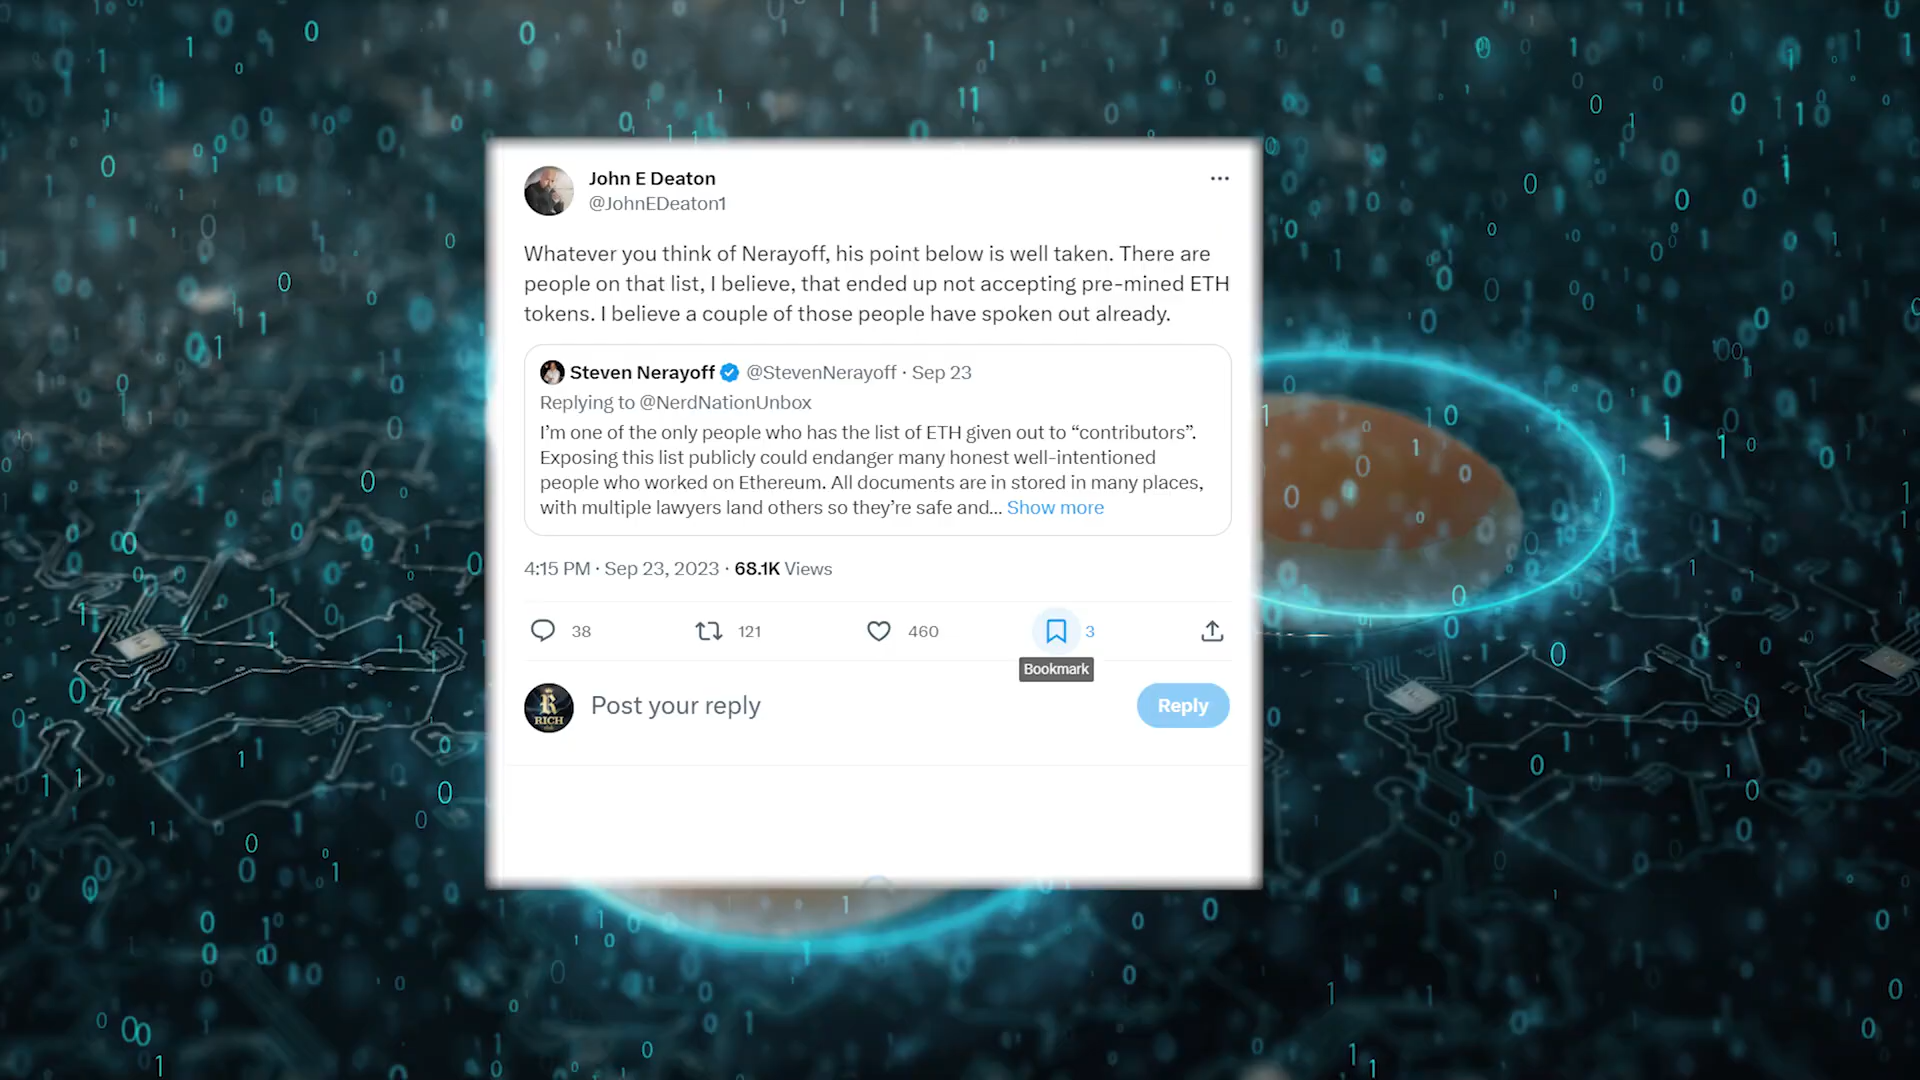 John E Deaton
@JohnEDeaton1
Whatever you think of Nerayoff, his point below is well taken. There are
people on that list, I believe, that ended up not accepting pre-mined ETH
tokens. I believe a couple of those people have spoken out already.
Steven Nerayoff @StevenNerayoff · Sep 23
Replying to @NerdNationUnbox
I’m one of the only people who has the list of ETH given out to “contributors”.
Exposing this list publicly could endanger many honest well-intentioned
people who worked on Ethereum. All documents are in stored in many places,
with multiple lawyers land others so they’re safe and... Show more
4:15 PM · Sep 23, 2023 · 68.1K Views
38 121 460 3
Bookmark
R
RICH
Post your reply
Reply